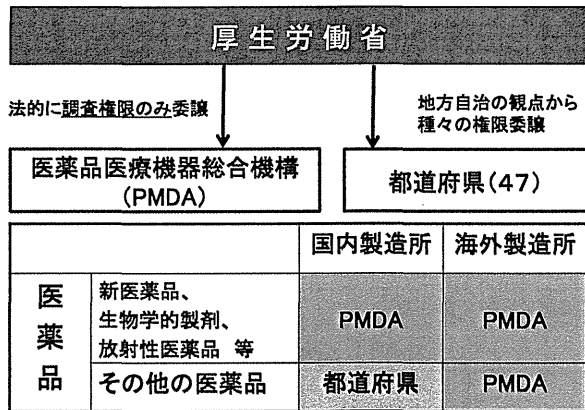 厚生労働省
法的に調査権限のみ委譲
地方自治の観点から
種々の権限委譲
医薬品医療機器総合機構
(PMDA)
都道府県(47)
国内製造所 海外製造所
医薬品
新医薬品、
生物学的製剤、
放射性医薬品 等
PMDA PMDA
その他の医薬品 都道府県 PMDA